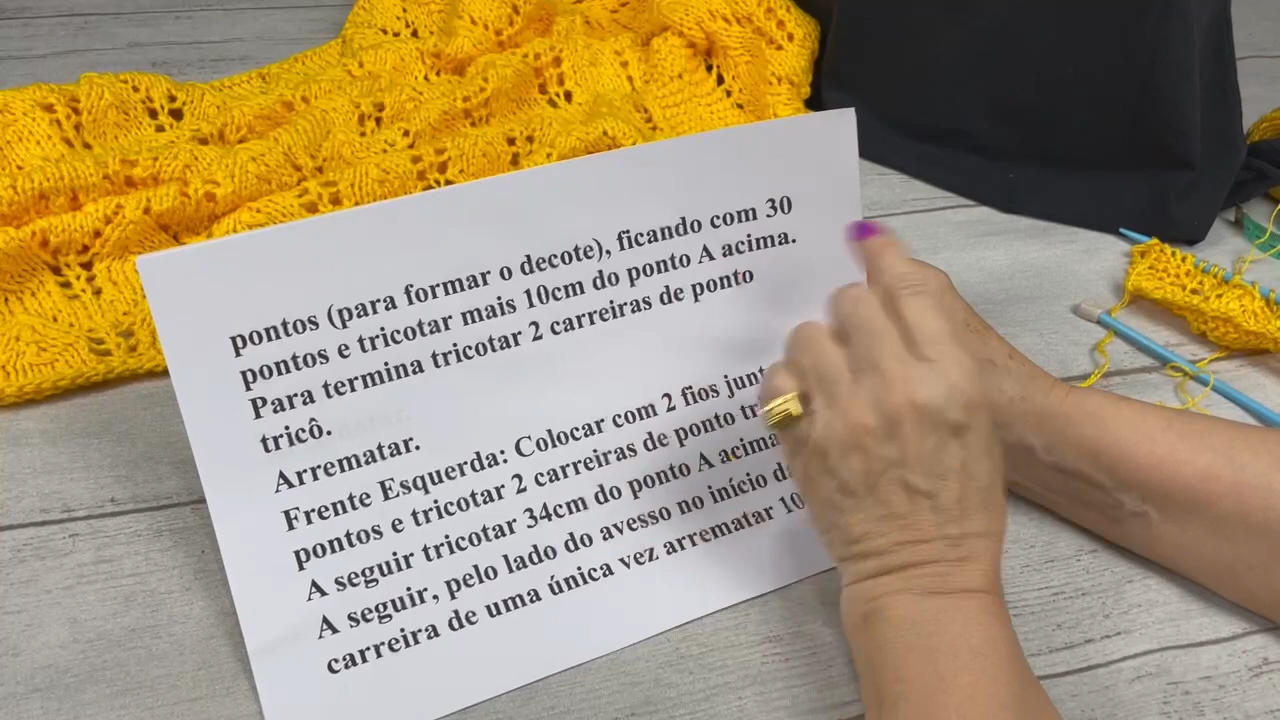 pontos (para formar o decote), ficando com 30
pontos e tricotar mais 10cm do ponto A acima.
Para termina tricotar 2 carreiras de ponto
tricô.
Arrematar.
Frente Esquerda: Colocar com 2 fios
pontos e tricotar 2 carreiras de ponto
A seguir tricotar 34cm do ponto A acima
A seguir, pelo lado do avesso no início
carreira de uma única vez arrematar 10